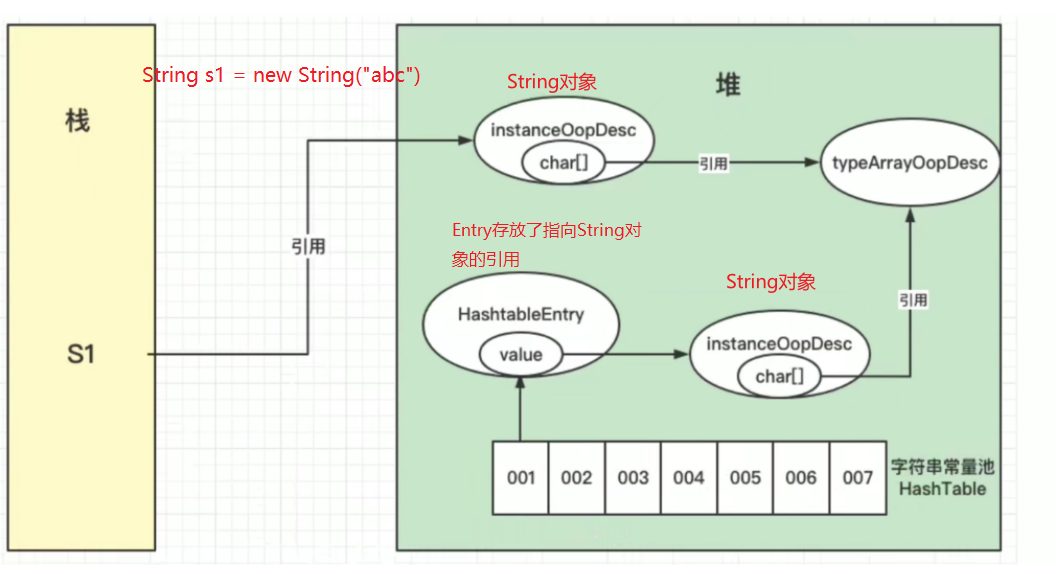 String s1 = new String("abc")
栈
引用
S1
堆
String对象
instanceOopDesc
char[]
引用
typeArrayOopDesc
Entry存放了指向String对
象的引用
HashtableEntry
value
String对象
instanceOopDesc
char[]
引用
001 002 003 004 005 006 007
字符串常量池
HashTable